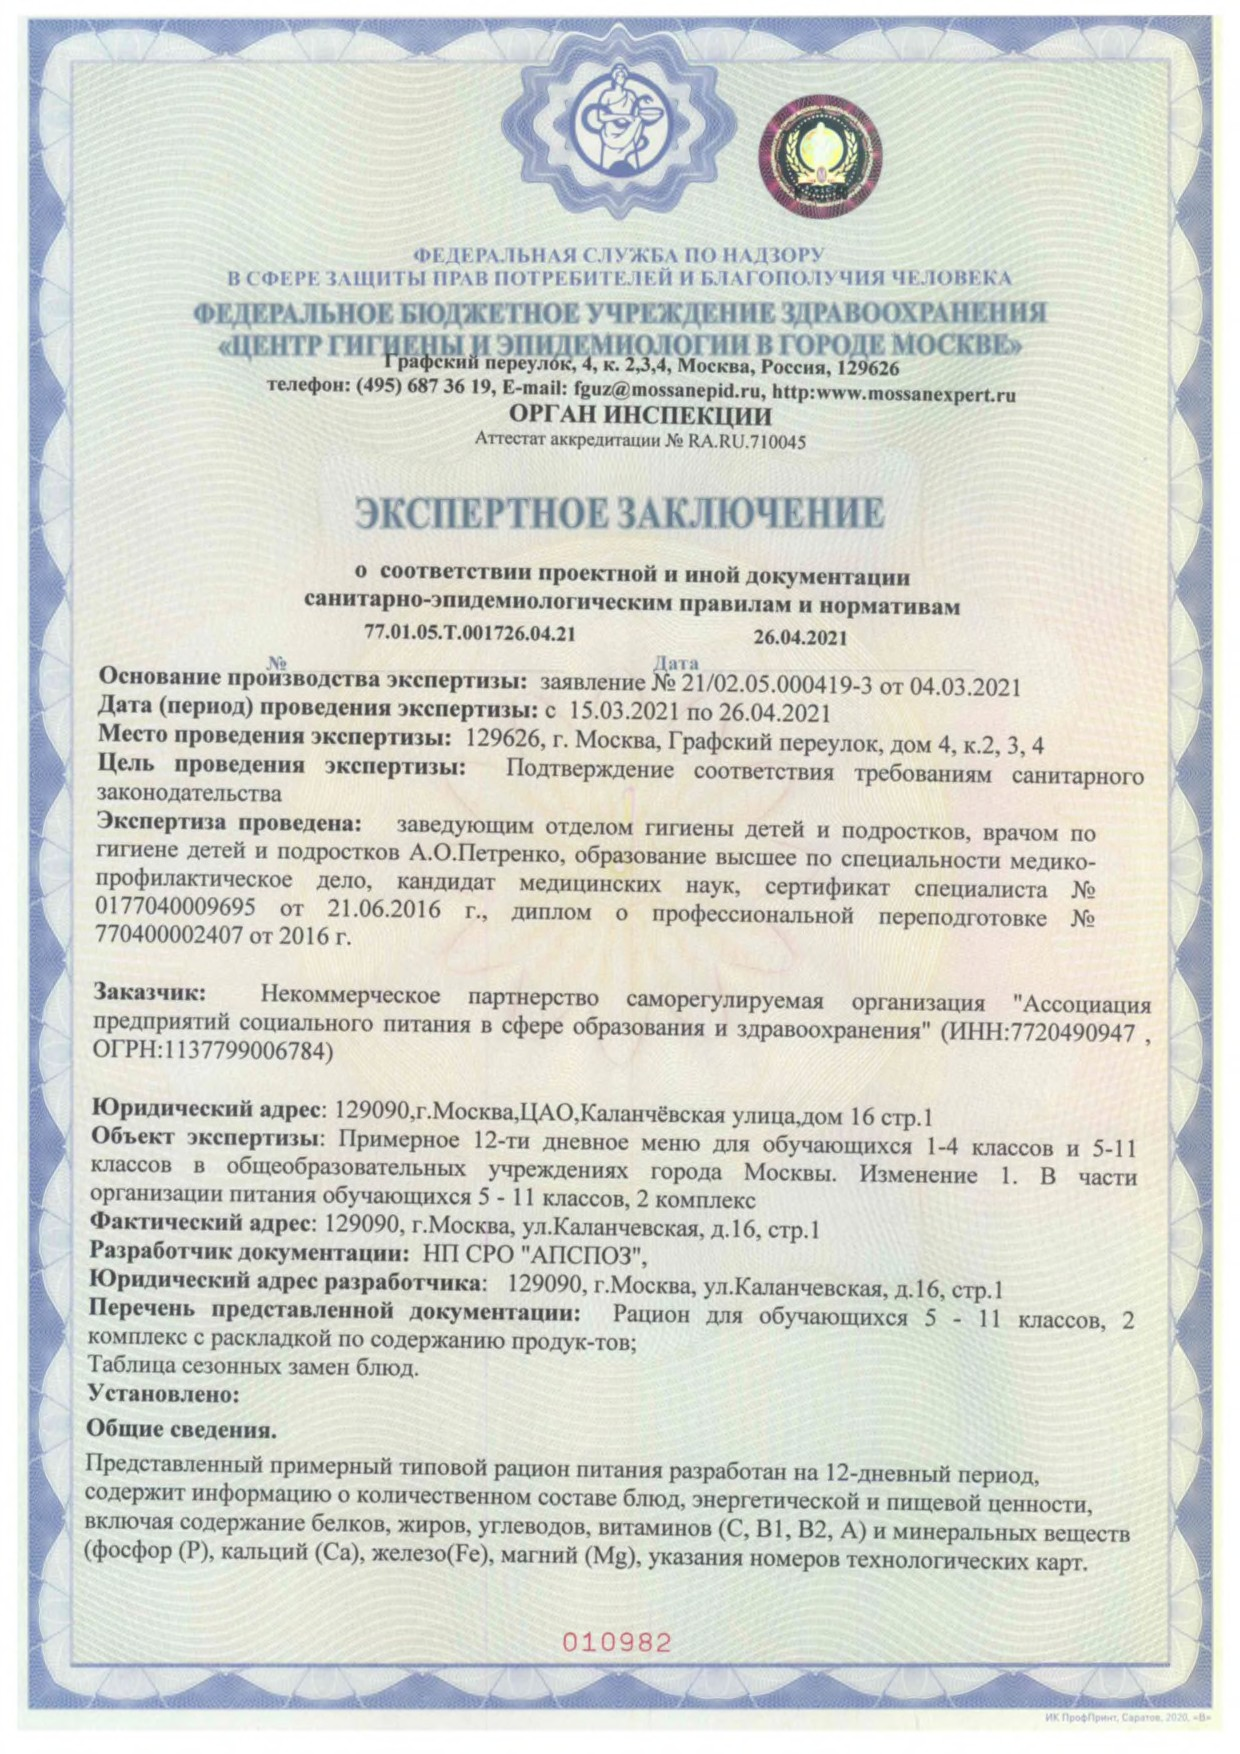 ФЕДЕРАЛЬНАЯ СЛУЖБА ПО НАДЗОРУ
В СФЕРЕ ЗАЩИТЫ ПРАВ ПОТРЕБИТЕЛЕЙ И БЛАГОПОЛУЧИЯ ЧЕЛОВЕКА
ФЕДЕРАЛЬНОЕ БЮДЖЕТНОЕ УЧРЕЖДЕНИЕ ЗДРАВООХРАНЕНИЯ
«ЦЕНТР ГИГИЕНЫ И ЭПИДЕМИОЛОГИИ В ГОРОДЕ МОСКВЕ»
Графский переулок, 4, к. 2,3,4, Москва, Россия, 129626
телефон: (495) 687 36 19, E-mail: fguz@mossanepid.ru, http:www.mossanexpert.ru
ОРГАН ИНСПЕКЦИИ
Аттестат аккредитации № RA.RU.710045
ЭКСПЕРТНОЕ ЗАКЛЮЧЕНИЕ
о соответствии проектной и иной документации
санитарно-эпидемиологическим правилам и нормативам
77.01.05.Т.001726.04.21 26.04.2021
№ Дата
Основание производства экспертизы: заявление № 21/02.05.000419-3 от 04.03.2021
Дата (период) проведения экспертизы: с 15.03.2021 по 26.04.2021
Место проведения экспертизы: 129626, г. Москва, Графский переулок, дом 4, к.2, 3, 4
Цель проведения экспертизы: Подтверждение соответствия требованиям санитарного
законодательства
Экспертиза проведена: заведующим отделом гигиены детей и подростков, врачом по
гигиене детей и подростков А.О.Петренко, образование высшее по специальности медико-
профилактическое дело, кандидат медицинских наук, сертификат специалиста №
0177040009695 от 21.06.2016 г., диплом о профессиональной переподготовке №
770400002407 от 2016 г.
Заказчик: Некоммерческое партнерство саморегулируемая организация "Ассоциация
предприятий социального питания в сфере образования и здравоохранения" (ИНН:7720490947 ,
ОГРН:1137799006784)
Юридический адрес: 129090,г.Москва,ЦАО,Каланчёвская улица,дом 16 стр.1
Объект экспертизы: Примерное 12-ти дневное меню для обучающихся 1-4 классов и 5-11
классов в общеобразовательных учреждениях города Москвы. Изменение 1. В части
организации питания обучающихся 5 - 11 классов, 2 комплекс
Фактический адрес: 129090, г.Москва, ул.Каланчевская, д.16, стр.1
Разработчик документации: НП СРО "АПСПОЗ",
Юридический адрес разработчика: 129090, г.Москва, ул.Каланчевская, д.16, стр.1
Перечень представленной документации: Рацион для обучающихся 5 - 11 классов, 2
комплекс с раскладкой по содержанию продук-тов;
Таблица сезонных замен блюд.
Установлено:
Общие сведения.
Представленный примерный типовой рацион питания разработан на 12-дневный период,
содержит информацию о количественном составе блюд, энергетической и пищевой ценности,
включая содержание белков, жиров, углеводов, витаминов (С, В1, В2, А) и минеральных веществ
(фосфор (Р), кальций (Са), железо(Fe), магний (Mg), указания номеров технологических карт.
010982
ИК ПрофПринт, Саратов, 2020, «В»